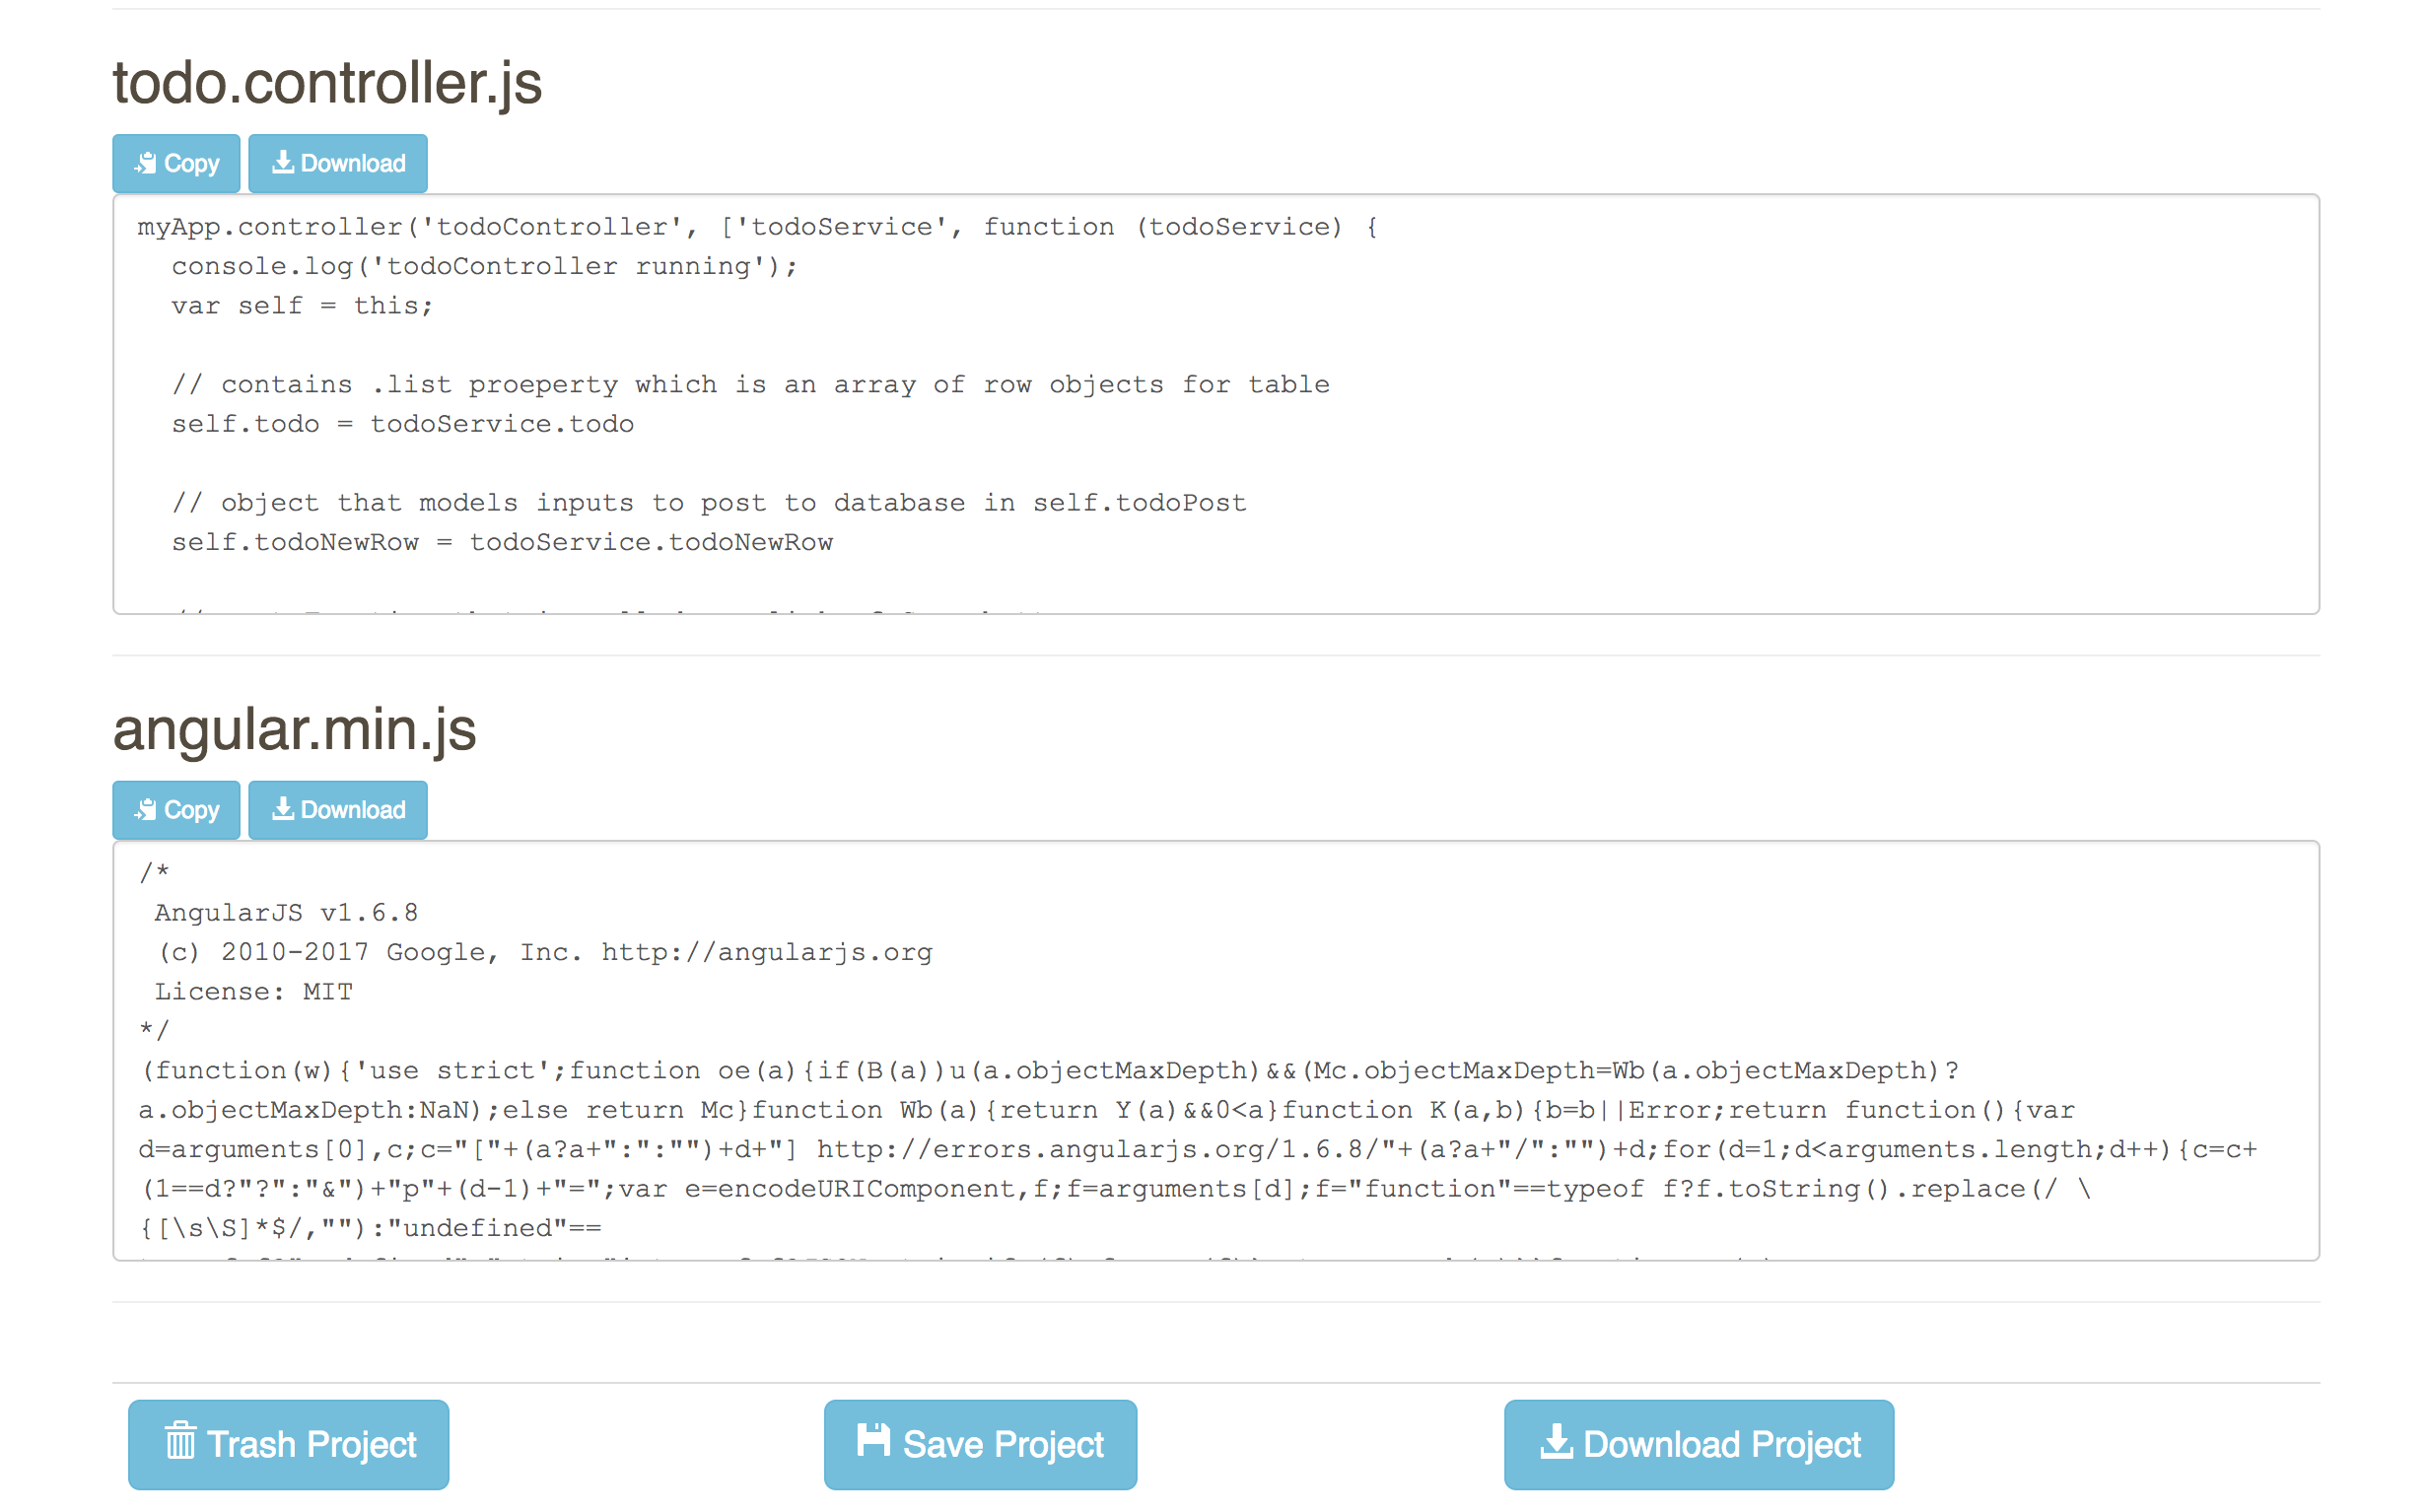 todo.controller.js
Copy Download
myApp.controller('todoController', ['todoService', function (todoService) {
  console.log('todoController running');
  var self = this;
  // contains .list proeperty which is an array of row objects for table
  self.todo = todoService.todo
  // object that models inputs to post to database in self.todoPost
  self.todoNewRow = todoService.todoNewRow
angular.min.js
Copy Download
/*
 AngularJS v1.6.8
 (c) 2010-2017 Google, Inc. http://angularjs.org
 License: MIT
*/
(function(w){'use strict';function oe(a){if(B(a))u(a.objectMaxDepth)&&(Mc.objectMaxDepth=Wb(a.objectMaxDepth)?
a.objectMaxDepth:NaN);else return Mc}function Wb(a){return Y(a)&&0<a}function K(a,b){b=b||Error;return function(){var
d=arguments[0],c;c="["+(a?a+":":"")+d+"] http://errors.angularjs.org/1.6.8/"+(a?a+"/":"")+d;for(d=1;d<arguments.length;d++){c=c+
(1==d?"?":"&")+"p"+(d-1)+"=";var e=encodeURIComponent,f;f=arguments[d];f="function"==typeof f?f.toString().replace(/ \
{[\s\S]*$/,""):"undefined"==
Trash Project Save Project Download Project